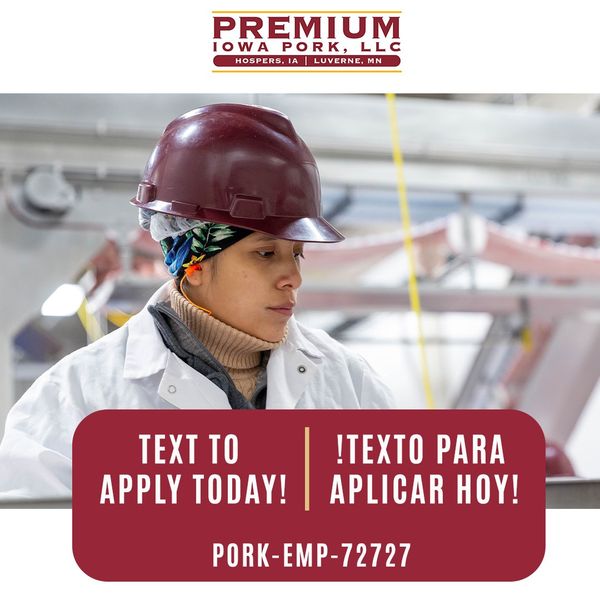 PREMIUM
IOWA PORK, LLC
HOSPERS, IA | LUVERNE, MN
TEXT TO
APPLY TODAY!
!TEXTO PARA
APLICAR HOY!
PORK-EMP-72727